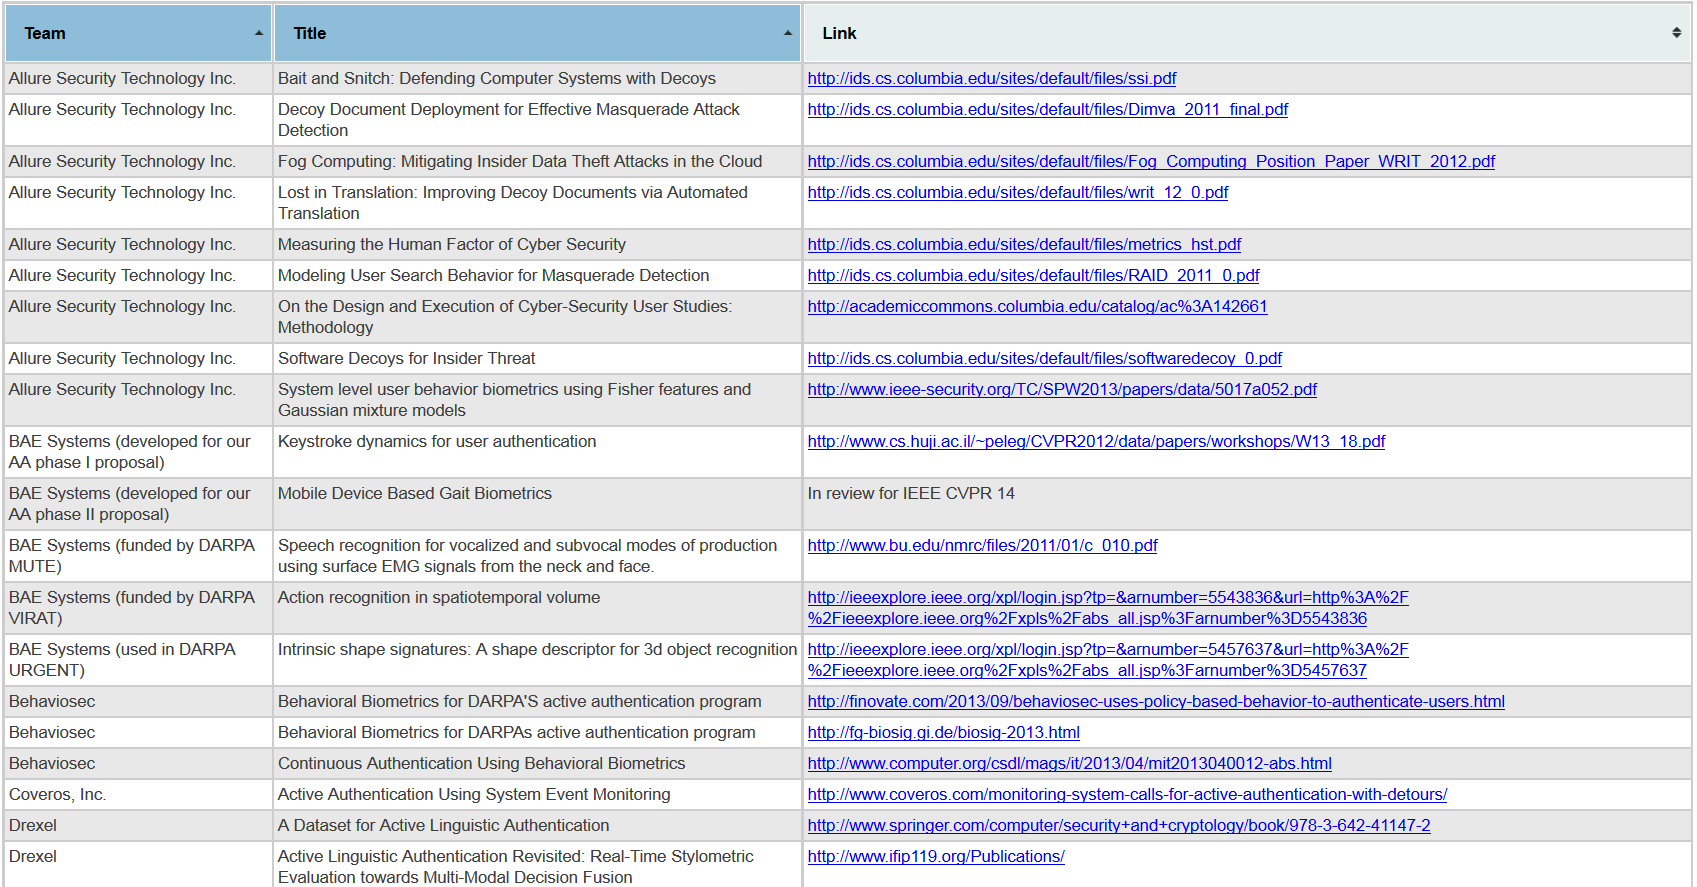 Team Title Link
Allure Security Technology Inc. Bait and Snitch: Defending Computer Systems with Decoys http://ids.cs.columbia.edu/sites/default/files/ssi.pdf
Allure Security Technology Inc. Decoy Document Deployment for Effective Masquerade Attack http://ids.cs.columbia.edu/sites/default/files/Dimva_2011_final.pdf
Detection
Allure Security Technology Inc. Fog Computing: Mitigating Insider Data Theft Attacks in the Cloud http://ids.cs.columbia.edu/sites/default/files/Fog_Computing_Position_Paper_WRIT_2012.pdf
Allure Security Technology Inc. Lost in Translation: Improving Decoy Documents via Automated http://ids.cs.columbia.edu/sites/default/files/writ_12_0.pdf
Translation
Allure Security Technology Inc. Measuring the Human Factor of Cyber Security http://ids.cs.columbia.edu/sites/default/files/metrics_hst.pdf
Allure Security Technology Inc. Modeling User Search Behavior for Masquerade Detection http://ids.cs.columbia.edu/sites/default/files/RAID_2011_0.pdf
Allure Security Technology Inc. On the Design and Execution of Cyber-Security User Studies: http://academiccommons.columbia.edu/catalog/ac%3A142661
Methodology
Allure Security Technology Inc. Software Decoys for Insider Threat http://ids.cs.columbia.edu/sites/default/files/softwaredecoy_0.pdf
Allure Security Technology Inc. System level user behavior biometrics using Fisher features and http://www.ieee-security.org/TC/SPW2013/papers/data/5017a052.pdf
Gaussian mixture models
BAE Systems (developed for our Keystroke dynamics for user authentication http://www.cs.huji.ac.il/~peleg/CVPR2012/data/papers/workshops/W13_18.pdf
AA phase I proposal)
BAE Systems (developed for our Mobile Device Based Gait Biometrics In review for IEEE CVPR 14
AA phase II proposal)
BAE Systems (funded by DARPA Speech recognition for vocalized and subvocal modes of production http://www.bu.edu/nmrc/files/2011/01/c_010.pdf
MUTE) using surface EMG signals from the neck and face.
BAE Systems (funded by DARPA Action recognition in spatiotemporal volume http://ieeexplore.ieee.org/xpl/login.jsp?tp=&arnumber=5543836&url=http%3A%2F
VIRAT) %2Fieeexplore.ieee.org%2Fxpls%2Fabs_all.jsp%3Farnumber%3D5543836
BAE Systems (used in DARPA Intrinsic shape signatures: A shape descriptor for 3d object recognition http://ieeexplore.ieee.org/xpl/login.jsp?tp=&arnumber=5457637&url=http%3A%2F
URGENT) %2Fieeexplore.ieee.org%2Fxpls%2Fabs_all.jsp%3Farnumber%3D5457637
Behaviosec Behavioral Biometrics for DARPA'S active authentication program http://finovate.com/2013/09/behaviosec-uses-policy-based-behavior-to-authenticate-users.html
Behaviosec Behavioral Biometrics for DARPAs active authentication program http://fg-biosig.gi.de/biosig-2013.html
Behaviosec Continuous Authentication Using Behavioral Biometrics http://www.computer.org/csdl/mags/it/2013/04/mit2013040012-abs.html
Coveros, Inc. Active Authentication Using System Event Monitoring http://www.coveros.com/monitoring-system-calls-for-active-authentication-with-detours/
Drexel A Dataset for Active Linguistic Authentication http://www.springer.com/computer/security+and+cryptology/book/978-3-642-41147-2
Drexel Active Linguistic Authentication Revisited: Real-Time Stylometric http://www.ifip119.org/Publications/
Evaluation towards Multi-Modal Decision Fusion